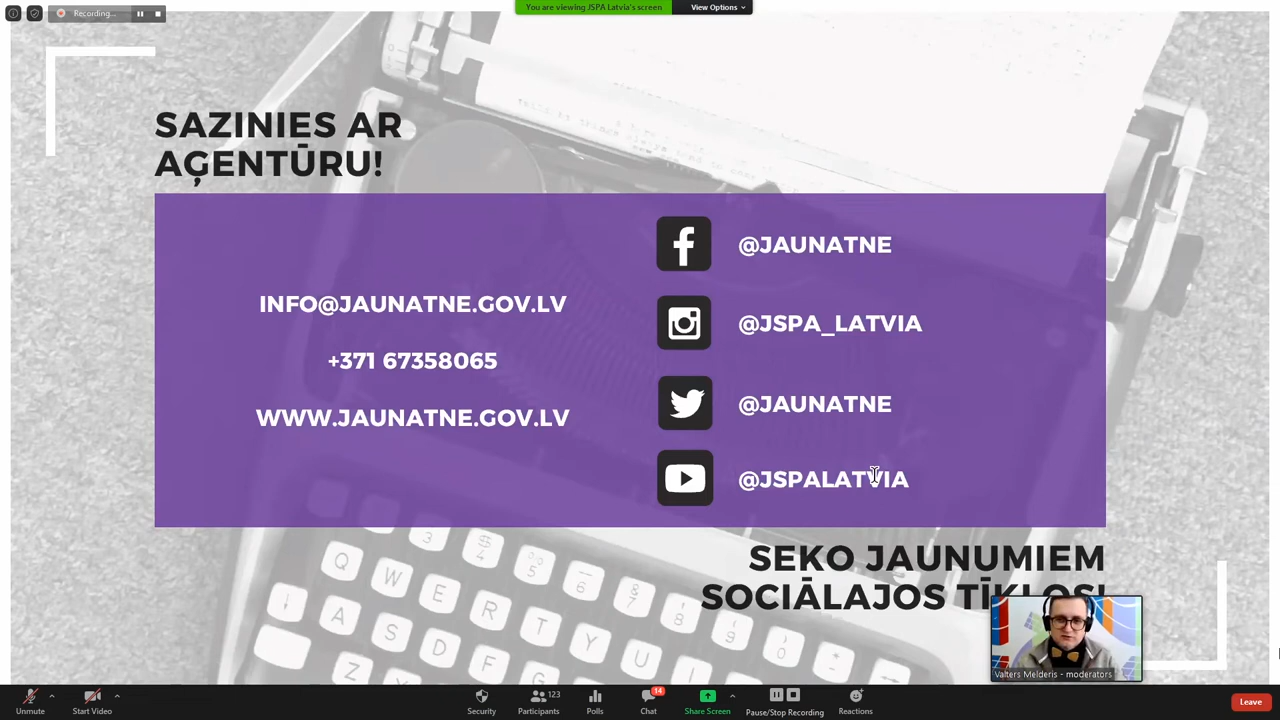 Recording...
You are viewing JSPA Latvia's screen
View Options
SAZINIES AR
AĢENTŪRU!
INFO@JAUNATNE.GOV.LV
+371 67358065
WWW.JAUNATNE.GOV.LV
@JAUNATNE
@JSPA_LATVIA
@JAUNATNE
@JSPALATVIA
SEKO JAUNUMIEM
SOCIĀLAJOS TĪKLOS!
Q W E R T Y U
A S D F G
Z
Valters Melderis - moderators
Unmute
Start Video
Security
Participants 123
Polls
Chat 14
Share Screen
Pause/Stop Recording
Reactions
Leave